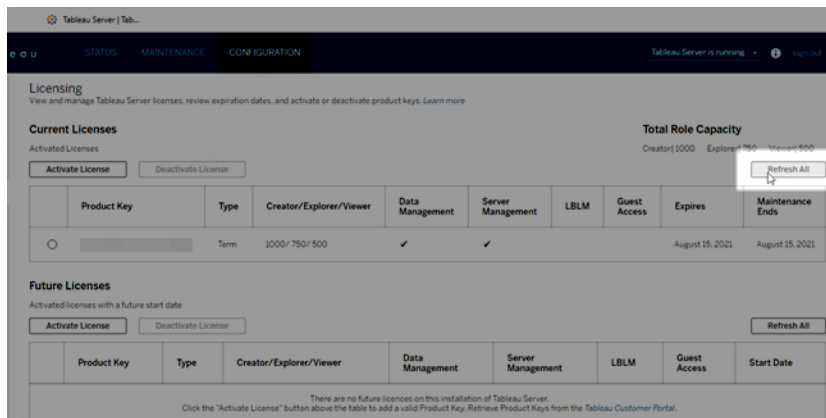 Tableau Server | Tab...
e a u STATUS MAINTENANCE CONFIGURATION Tableau Server is running sign out
Licensing
View and manage Tableau Server licenses, review expiration dates, and activate or deactivate product keys. Learn more
Current Licenses Total Role Capacity
Activated Licenses Creator| 1000 Explorer| 750 Viewer| 500
Activate License Deactivate License Refresh All
Product Key Type Creator/Explorer/Viewer Data Management Server Management LBLM Guest Access Expires Maintenance Ends
Term 1000/ 750/ 500 ✔ ✔ August 15, 2021 August 15, 2021
Future Licenses
Activated licenses with a future start date
Activate License Deactivate License Refresh All
Product Key Type Creator/Explorer/Viewer Data Management Server Management LBLM Guest Access Start Date
There are no future licences on this installation of Tableau Server.
Click the "Activate License" button above the table to add a valid Product Key. Retrieve Product Keys from the Tableau Customer Portal.